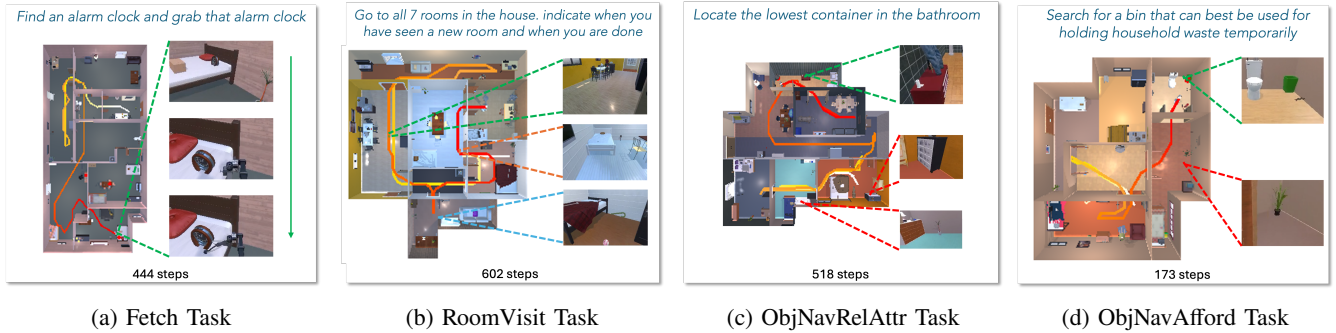 Find an alarm clock and grab that alarm clock
444 steps
(a) Fetch Task
Go to all 7 rooms in the house. indicate when you
have seen a new room and when you are done
602 steps
(b) RoomVisit Task
Locate the lowest container in the bathroom
518 steps
(c) ObjNavRelAttr Task
Search for a bin that can best be used for
holding household waste temporarily
173 steps
(d) ObjNavAfford Task